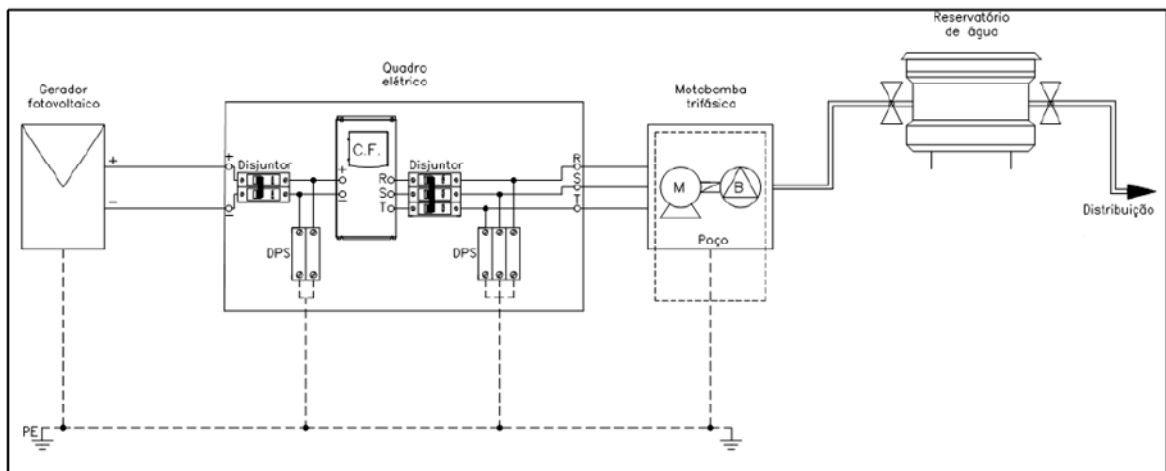 Reservatório
de água
Quadro
elétrico
Gerador
fotovoltaico
Motobomba
trifásica
+
−
+
−
Disjuntor
C.F.
+
−
R
S
T
Disjuntor
R
S
T
M
B
Poço
DPS
DPS
Distribuição
PE